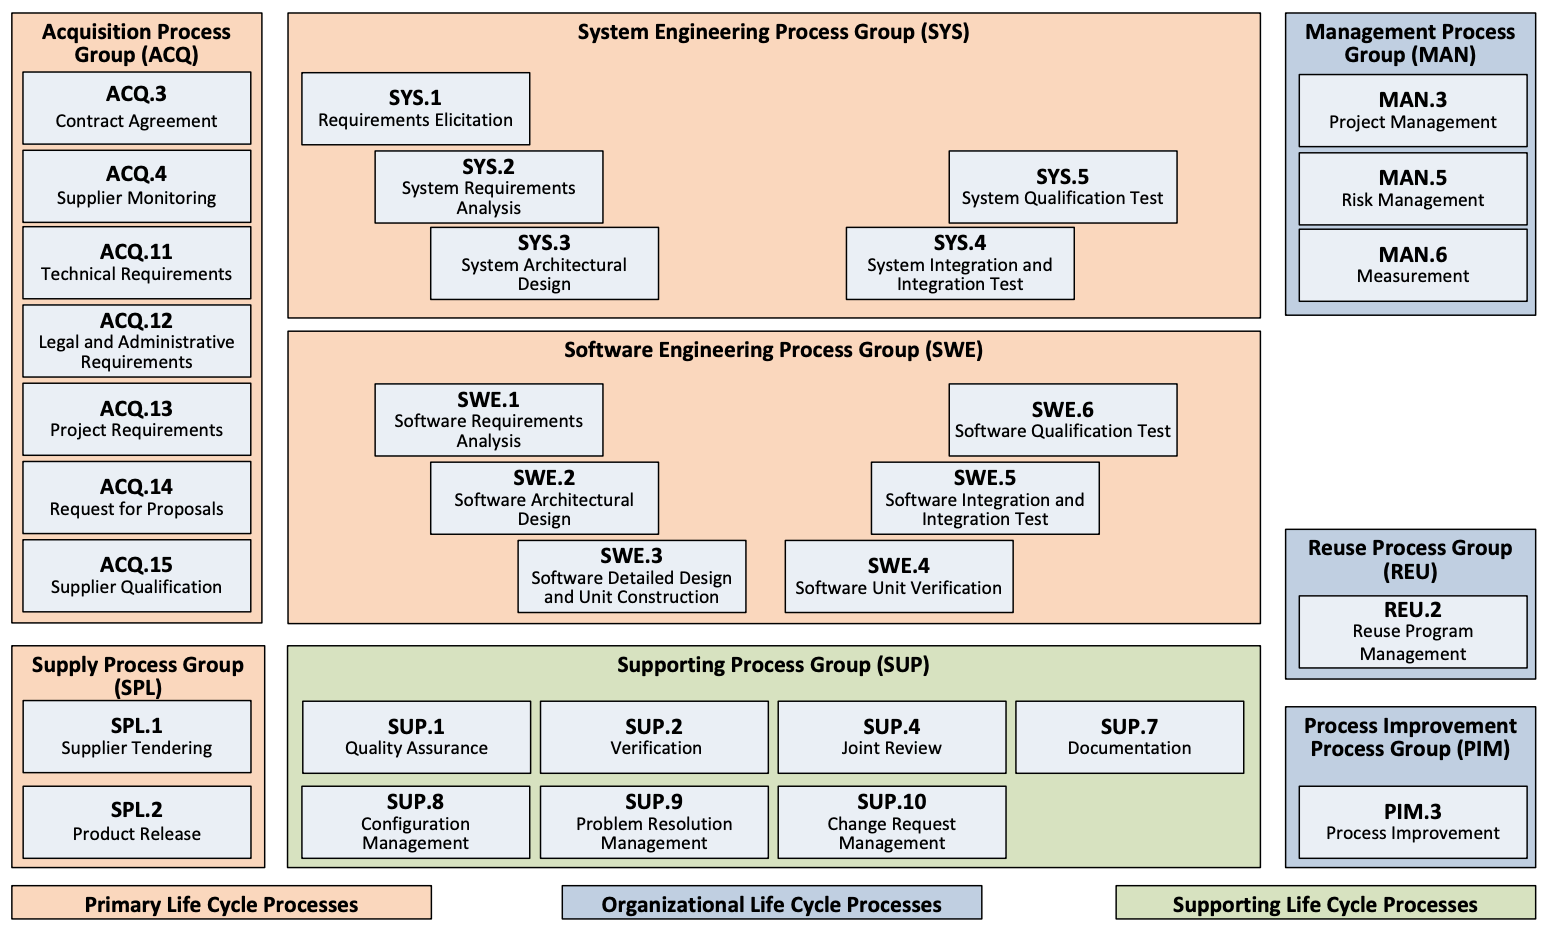 Acquisition Process
Group (ACQ)
ACQ.3
Contract Agreement
ACQ.4
Supplier Monitoring
ACQ.11
Technical Requirements
ACQ.12
Legal and Administrative
Requirements
ACQ.13
Project Requirements
ACQ.14
Request for Proposals
ACQ.15
Supplier Qualification
System Engineering Process Group (SYS)
SYS.1
Requirements Elicitation
SYS.2
System Requirements
Analysis
SYS.3
System Architectural
Design
SYS.5
System Qualification Test
SYS.4
System Integration and
Integration Test
Management Process
Group (MAN)
MAN.3
Project Management
MAN.5
Risk Management
MAN.6
Measurement
Software Engineering Process Group (SWE)
SWE.1
Software Requirements
Analysis
SWE.2
Software Architectural
Design
SWE.3
Software Detailed Design
and Unit Construction
SWE.6
Software Qualification Test
SWE.5
Software Integration and
Integration Test
SWE.4
Software Unit Verification
Reuse Process Group
(REU)
REU.2
Reuse Program
Management
Supply Process Group
(SPL)
SPL.1
Supplier Tendering
SPL.2
Product Release
Supporting Process Group (SUP)
SUP.1
Quality Assurance
SUP.2
Verification
SUP.4
Joint Review
SUP.7
Documentation
SUP.8
Configuration
Management
SUP.9
Problem Resolution
Management
SUP.10
Change Request
Management
Process Improvement
Process Group (PIM)
PIM.3
Process Improvement
Primary Life Cycle Processes
Organizational Life Cycle Processes
Supporting Life Cycle Processes